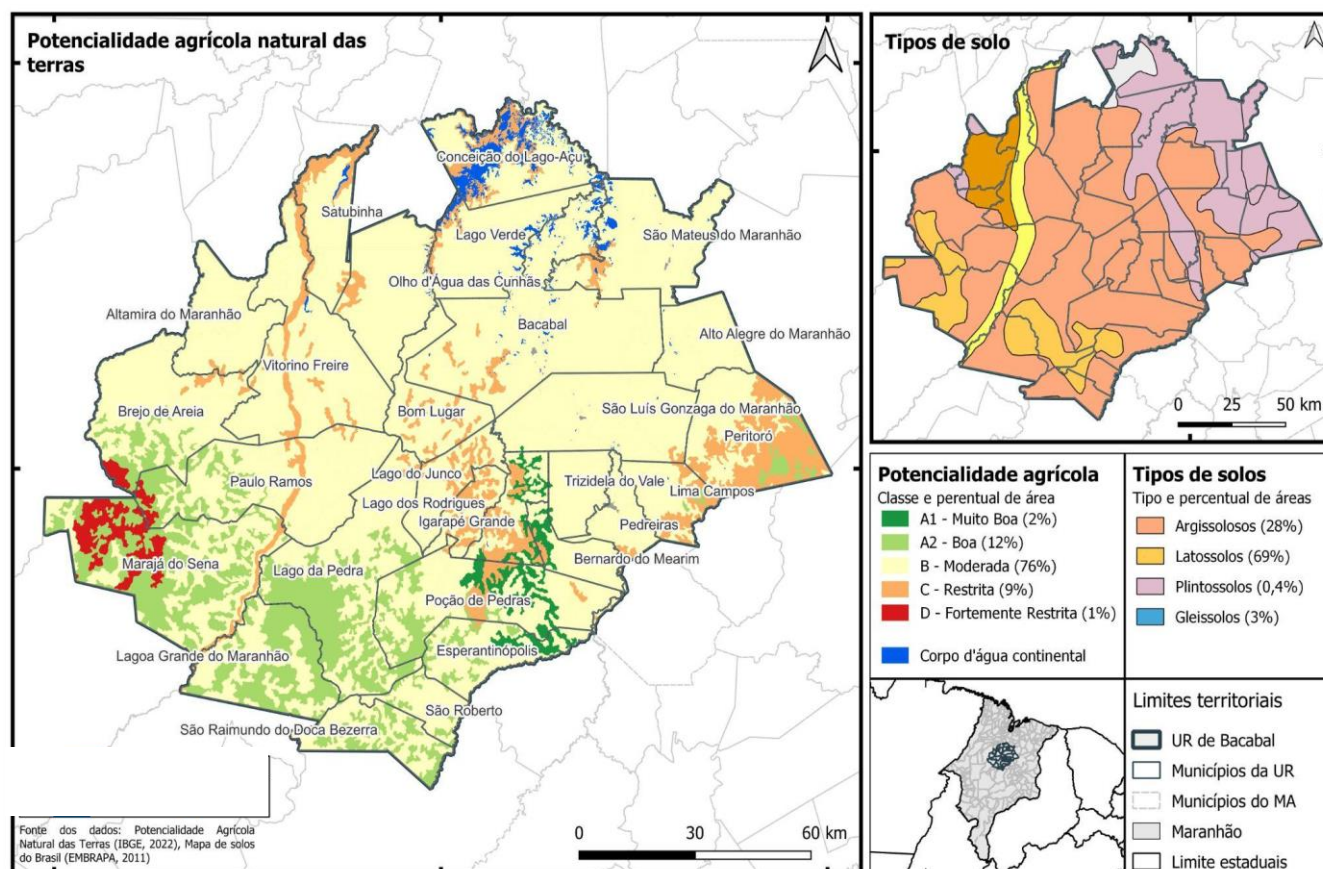 Potencialidade agrícola natural das
terras
Conceição do Lago-Açu
Satubinha
Lago Verde
São Mateus do Maranhão
Olho d'Água das Cunhãs
Altamira do Maranhão
Bacabal
Alto Alegre do Maranhão
Vitorino Freire
Brejo de Areia
Bom Lugar
São Luís Gonzaga do Maranhão
Peritoró
Lago do Junco
Trizidela do Vale
Paulo Ramos
Lima Campos
Lago dos Rodrigues
Igarapé Grande
Pedreiras
Bernardo do Mearim
Marajá do Sena
Lago da Pedra
Poção de Pedras
Esperantinópolis
Lagoa Grande do Maranhão
São Roberto
São Raimundo do Doca Bezerra
Fonte dos dados: Potencialidade Agrícola
Natural das Terras (IBGE, 2022), Mapa de solos
do Brasil (EMBRAPA, 2011)
0 30 60 km
Tipos de solo
0 25 50 km
Potencialidade agrícola
Classe e perentual de área
A1 - Muito Boa (2%)
A2 - Boa (12%)
B - Moderada (76%)
C - Restrita (9%)
D - Fortemente Restrita (1%)
Corpo d'água continental
Tipos de solos
Tipo e percentual de áreas
Argissolosos (28%)
Latossolos (69%)
Plintossolos (0,4%)
Gleissolos (3%)
Limites territoriais
UR de Bacabal
Municípios da UR
Municípios do MA
Maranhão
Limite estaduais